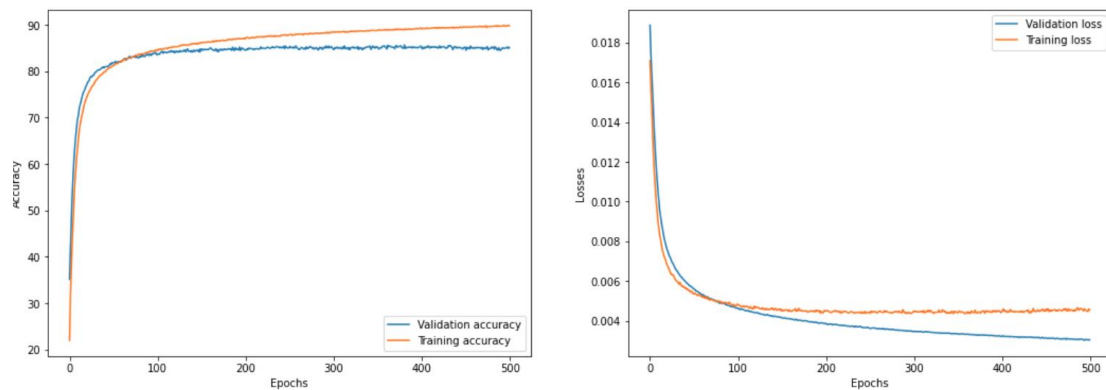 90
80
70
60
50
40
30
20
Accuracy
0 100 200 300 400 500
Epochs
Validation accuracy
Training accuracy
0.018
0.016
0.014
0.012
0.010
0.008
0.006
0.004
Losses
0 100 200 300 400 500
Epochs
Validation loss
Training loss